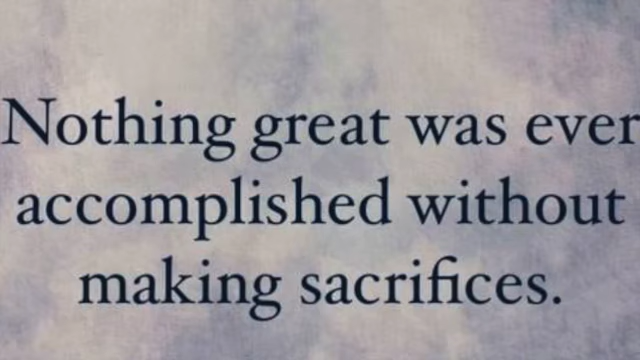 Nothing great was ever
accomplished without
making sacrifices.